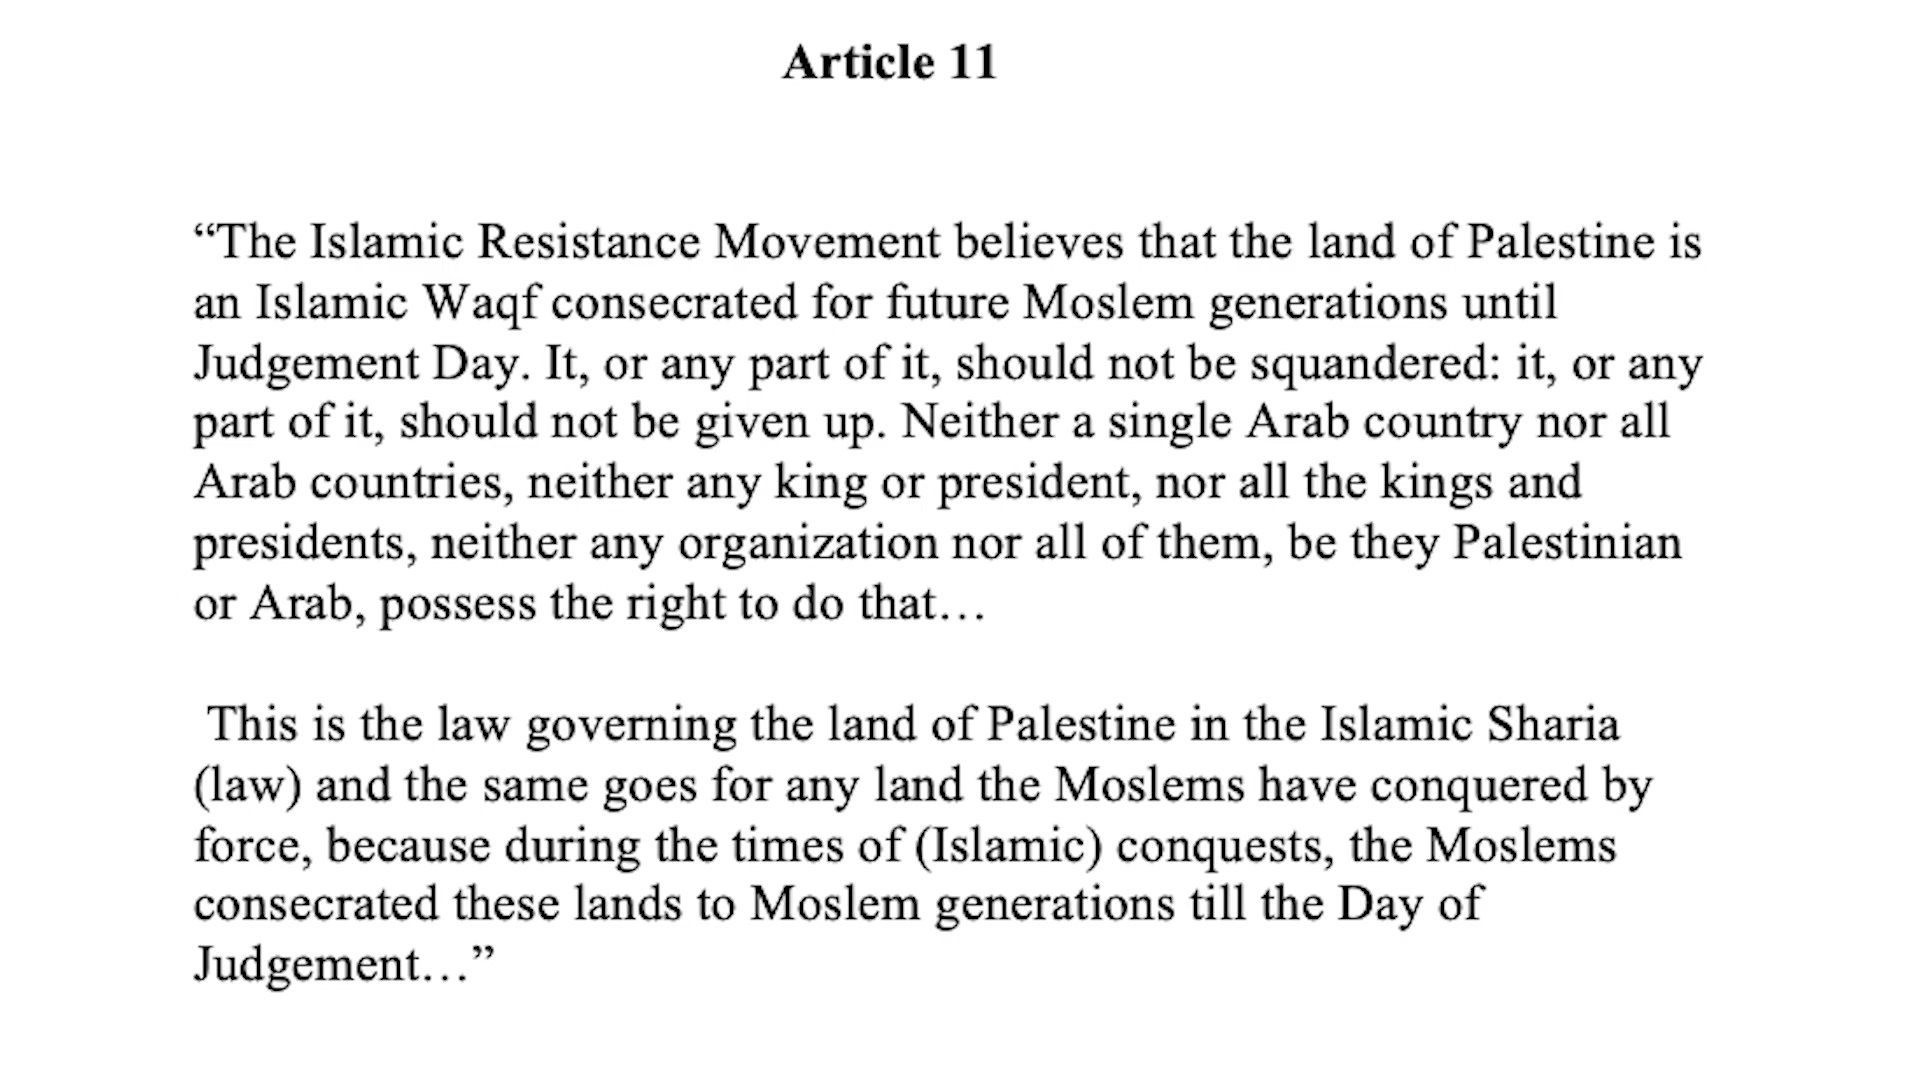 Article 11
“The Islamic Resistance Movement believes that the land of Palestine is
an Islamic Waqf consecrated for future Moslem generations until
Judgement Day. It, or any part of it, should not be squandered: it, or any
part of it, should not be given up. Neither a single Arab country nor all
Arab countries, neither any king or president, nor all the kings and
presidents, neither any organization nor all of them, be they Palestinian
or Arab, possess the right to do that…
This is the law governing the land of Palestine in the Islamic Sharia
(law) and the same goes for any land the Moslems have conquered by
force, because during the times of (Islamic) conquests, the Moslems
consecrated these lands to Moslem generations till the Day of
Judgement…”